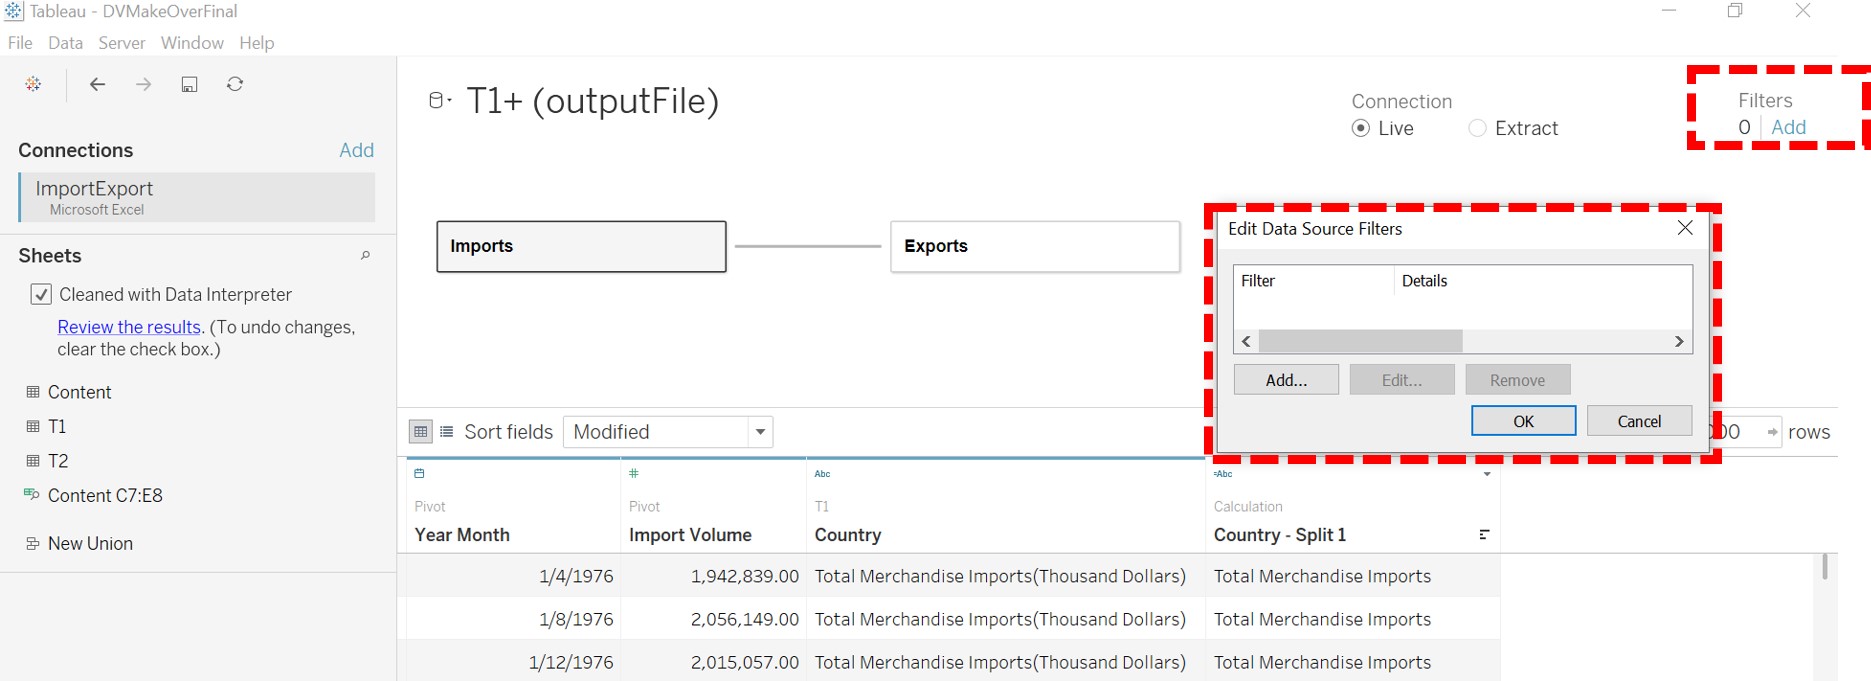 Tableau - DVMakeOverFinal
File Data Server Window Help
Connections Add
ImportExport
Microsoft Excel
Sheets
Cleaned with Data Interpreter
Review the results. (To undo changes,
clear the check box.)
Content
T1
T2
Content C7:E8
New Union
T1+ (outputFile)
Connection
Live Extract
Filters
0 Add
Imports
Exports
Edit Data Source Filters
Filter Details
Add... Edit... Remove
OK Cancel
Sort fields Modified
rows
Abc =Abc
Pivot Pivot T1 Calculation
Year Month Import Volume Country Country - Split 1
1/4/1976 1,942,839.00 Total Merchandise Imports(Thousand Dollars) Total Merchandise Imports
1/8/1976 2,056,149.00 Total Merchandise Imports(Thousand Dollars) Total Merchandise Imports
1/12/1976 2,015,057.00 Total Merchandise Imports(Thousand Dollars) Total Merchandise Imports